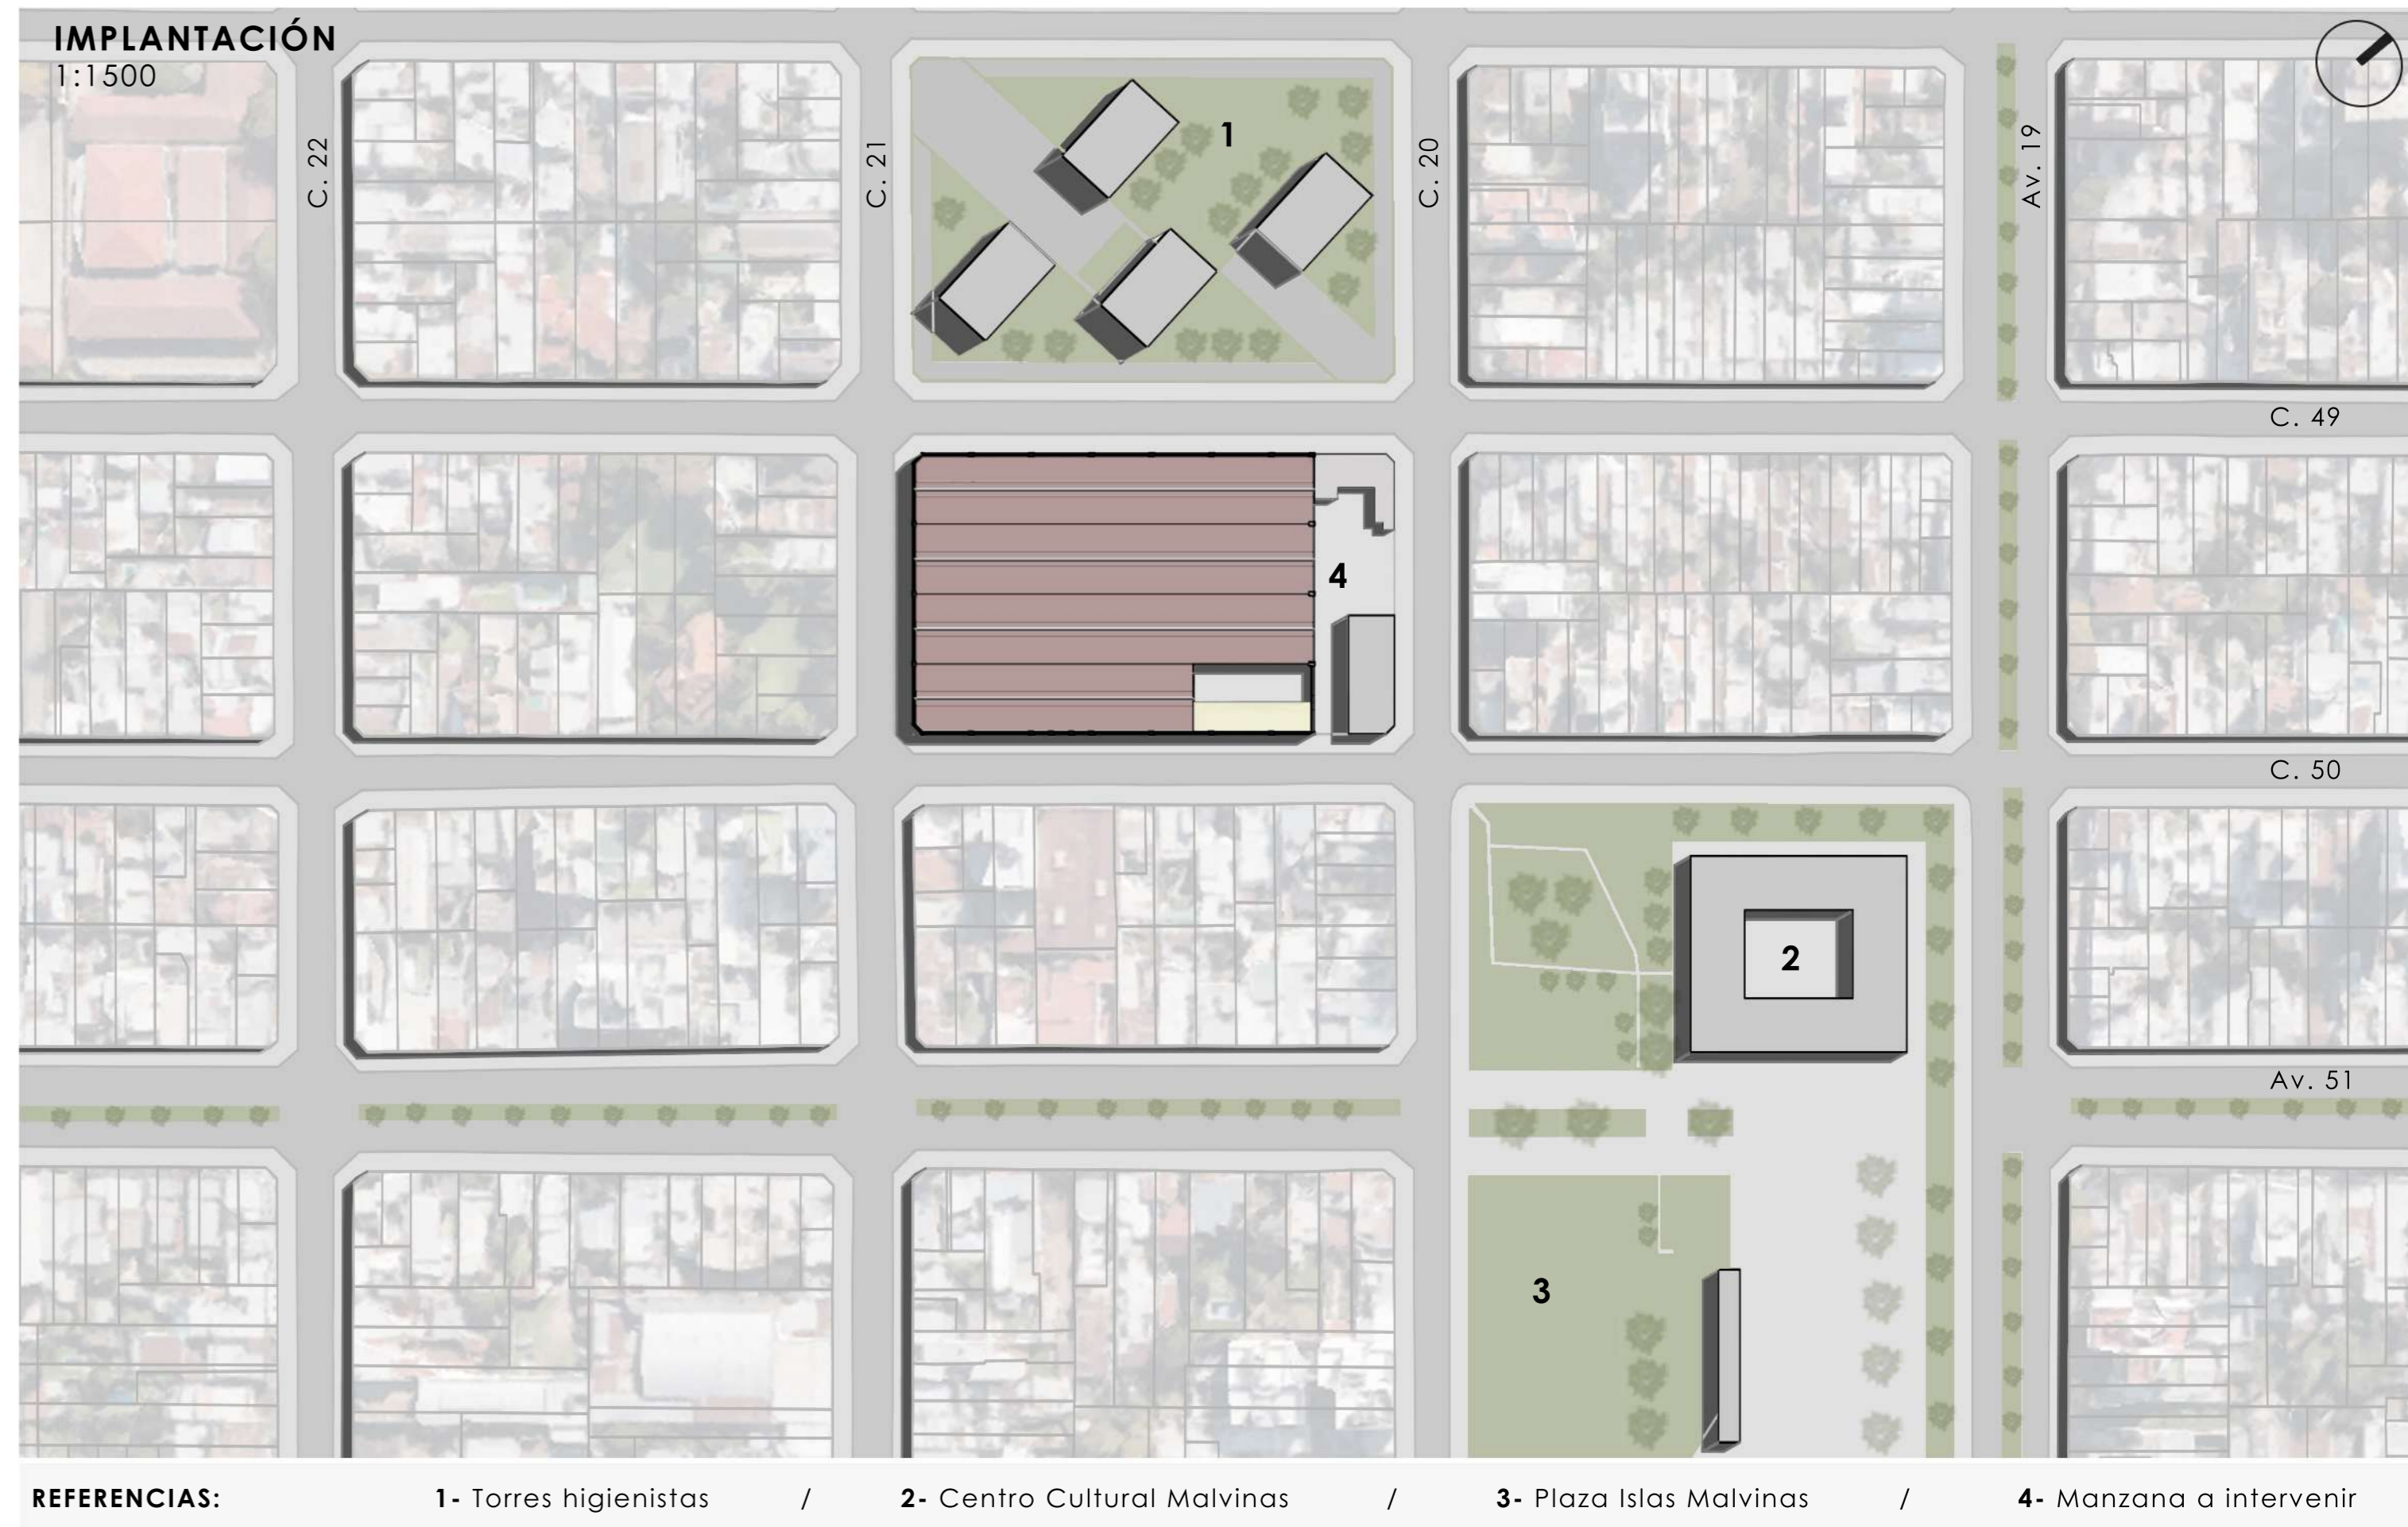 IMPLANTACIÓN
1:1500
C. 22
C. 21
C. 20
Av. 19
1
C. 49
4
C. 50
2
Av. 51
3
REFERENCIAS: 1- Torres higienistas / 2- Centro Cultural Malvinas / 3- Plaza Islas Malvinas / 4- Manzana a intervenir